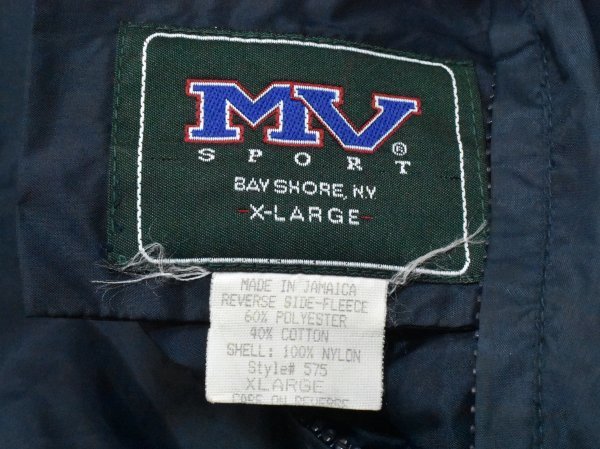 MV
SPORT®
BAY SHORE, N.Y
-X-LARGE-
MADE IN JAMAICA
REVERSE SIDE-FLEECE
60% POLYESTER
40% COTTON
SHELL: 100% NYLON
Style# 575
XLARGE
CARE ON REVERSE